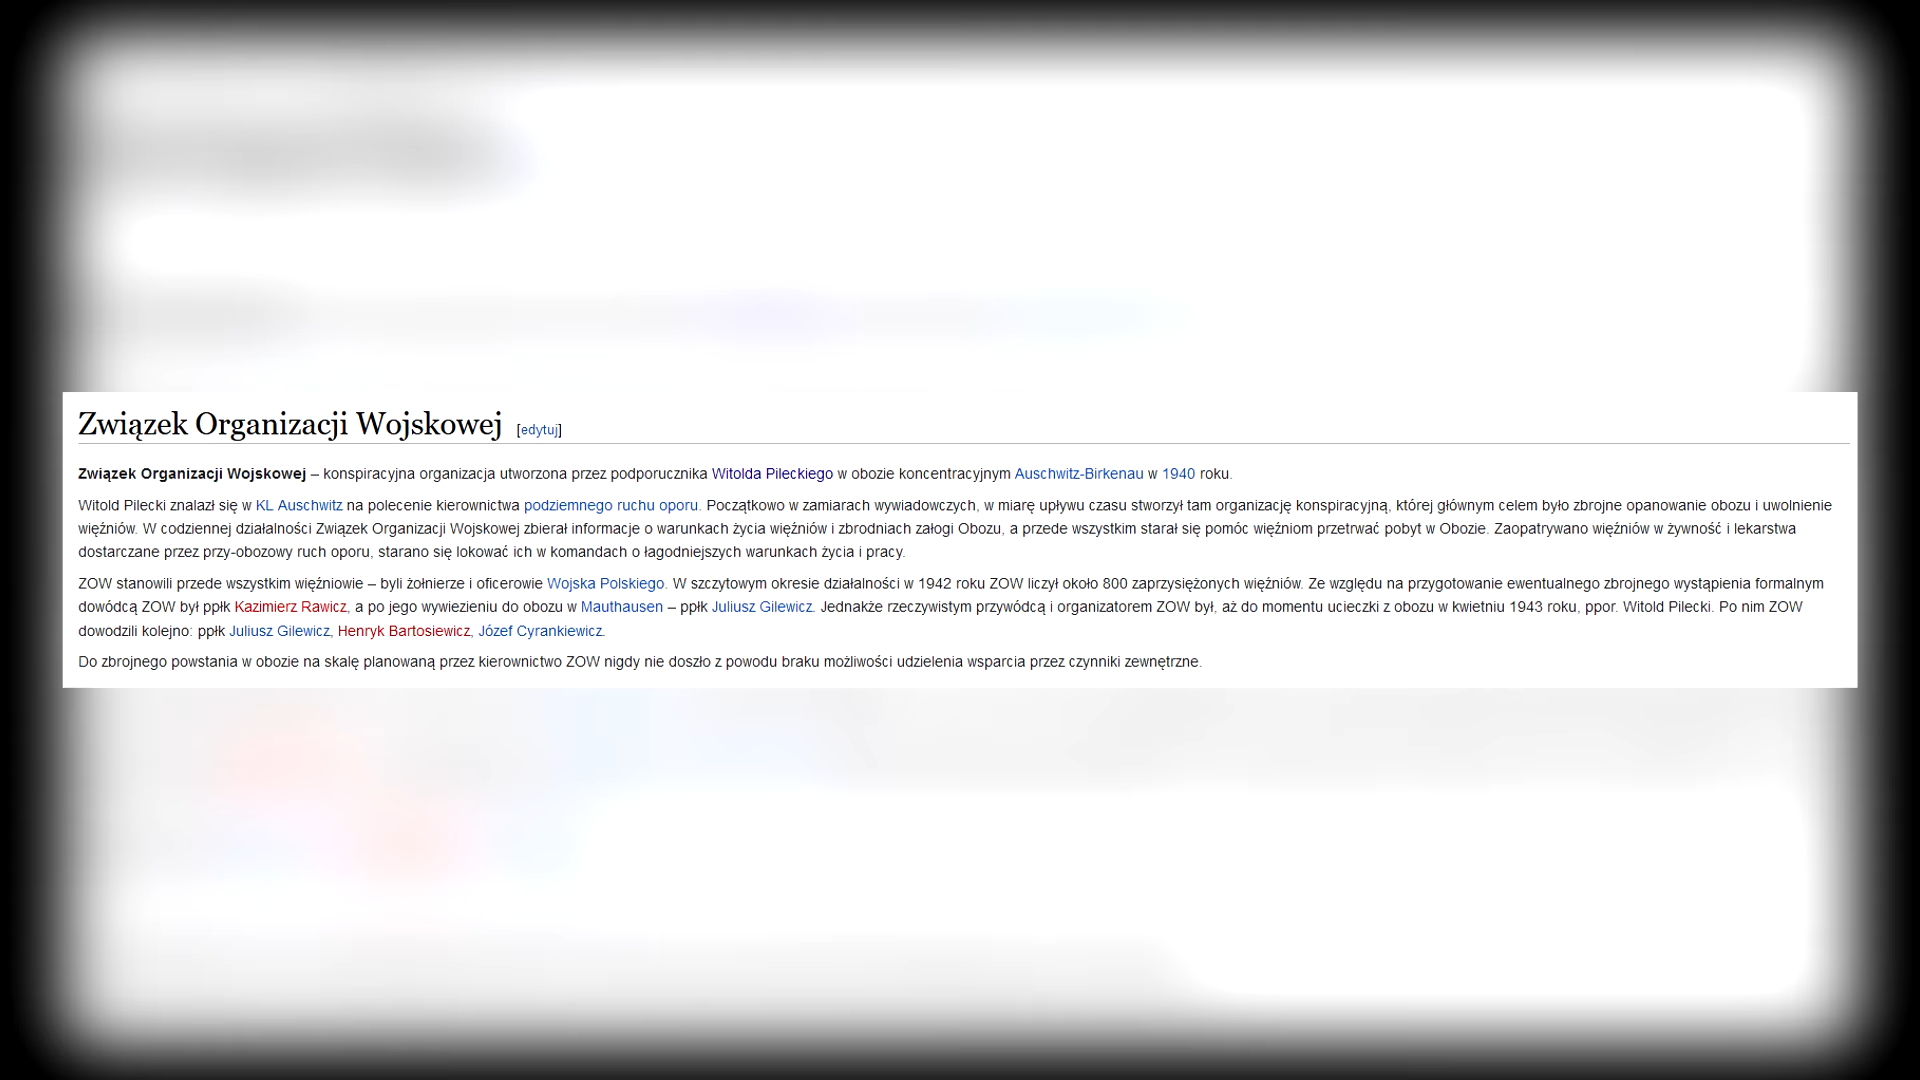 Związek Organizacji Wojskowej [edytuj]
Związek Organizacji Wojskowej – konspiracyjna organizacja utworzona przez podporucznika Witolda Pileckiego w obozie koncentracyjnym Auschwitz-Birkenau w 1940 roku.
Witold Pilecki znalazł się w KL Auschwitz na polecenie kierownictwa podziemnego ruchu oporu. Początkowo w zamiarach wywiadowczych, w miarę upływu czasu stworzył tam organizację konspiracyjną, której głównym celem było zbrojne opanowanie obozu i uwolnienie
więźniów. W codziennej działalności Związek Organizacji Wojskowej zbierał informacje o warunkach życia więźniów i zbrodniach załogi Obozu, a przede wszystkim starał się pomóc więźniom przetrwać pobyt w Obozie. Zaopatrywano więźniów w żywność i lekarstwa
dostarczane przez przy-obozowy ruch oporu, starano się lokować ich w komandach o łagodniejszych warunkach życia i pracy.
ZOW stanowili przede wszystkim więźniowie – byli żołnierze i oficerowie Wojska Polskiego. W szczytowym okresie działalności w 1942 roku ZOW liczył około 800 zaprzysiężonych więźniów. Ze względu na przygotowanie ewentualnego zbrojnego wystąpienia formalnym
dowódcą ZOW był ppłk Kazimierz Rawicz, a po jego wywiezieniu do obozu w Mauthausen – ppłk Juliusz Gilewicz. Jednakże rzeczywistym przywódcą i organizatorem ZOW był, aż do momentu ucieczki z obozu w kwietniu 1943 roku, ppor. Witold Pilecki. Po nim ZOW
dowodzili kolejno: ppłk Juliusz Gilewicz, Henryk Bartosiewicz, Józef Cyrankiewicz.
Do zbrojnego powstania w obozie na skalę planowaną przez kierownictwo ZOW nigdy nie doszło z powodu braku możliwości udzielenia wsparcia przez czynniki zewnętrzne.